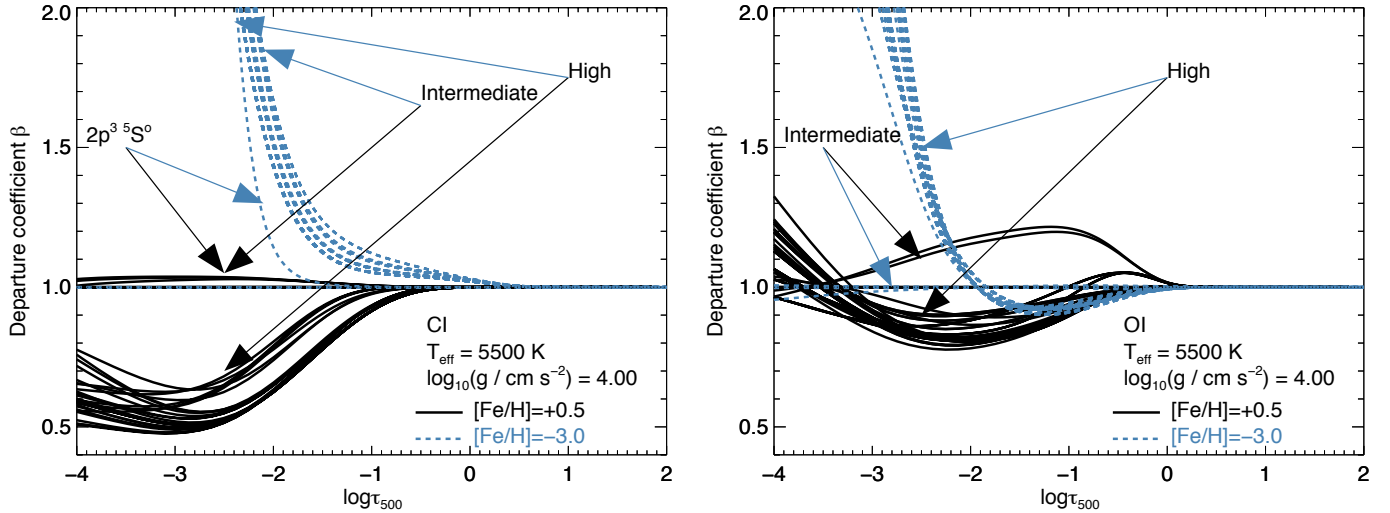 2.0
1.5
1.0
0.5
Departure coefficient β
High
Intermediate
2p³ ⁵Sᵒ
CI
T_eff = 5500 K
log₁₀(g / cm s⁻²) = 4.00
[Fe/H]=+0.5
[Fe/H]=−3.0
−4 −3 −2 −1 0 1 2
logτ₅₀₀
2.0
1.5
1.0
0.5
Departure coefficient β
High
Intermediate
OI
T_eff = 5500 K
log₁₀(g / cm s⁻²) = 4.00
[Fe/H]=+0.5
[Fe/H]=−3.0
−4 −3 −2 −1 0 1 2
logτ₅₀₀